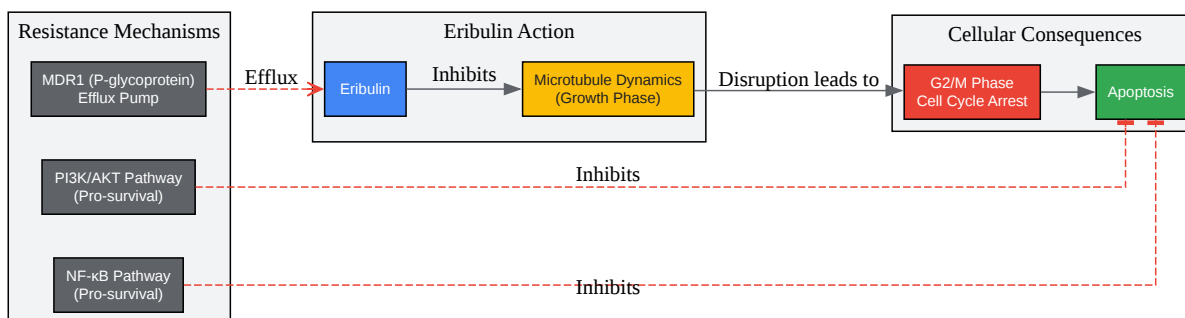 Resistance Mechanisms
MDR1 (P-glycoprotein)
Efflux Pump
PI3K/AKT Pathway
(Pro-survival)
NF-κB Pathway
(Pro-survival)
Efflux
Eribulin Action
Eribulin
Inhibits
Microtubule Dynamics
(Growth Phase)
Disruption leads to
Cellular Consequences
G2/M Phase
Cell Cycle Arrest
Apoptosis
Inhibits
Inhibits